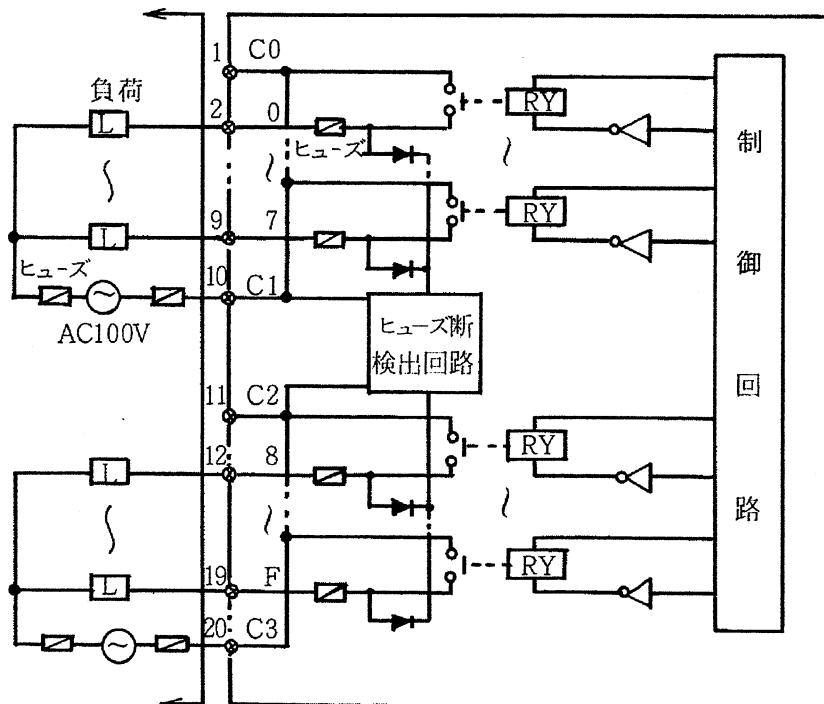 1 C0
負荷
L 2 0 RY
ヒューズ
制
L 9 7 RY
御
ヒューズ 10 C1
AC100V
ヒューズ断
検出回路
回
11 C2
RY
L 12 8
路
L 19 F RY
20 C3